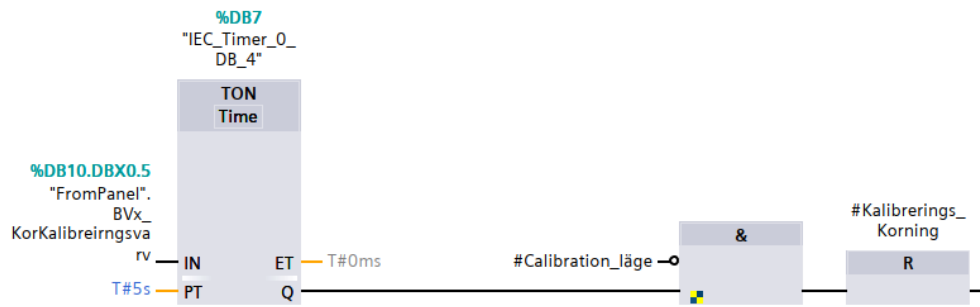 %DB7
"IEC_Timer_0_
DB_4"
TON
Time
%DB10.DBX0.5
"FromPanel".
BVx_
KorKalibreirngsva
rv
IN
ET
T#0ms
T#5s
PT
Q
#Calibration_läge
&
#Kalibrerings_
Korning
R